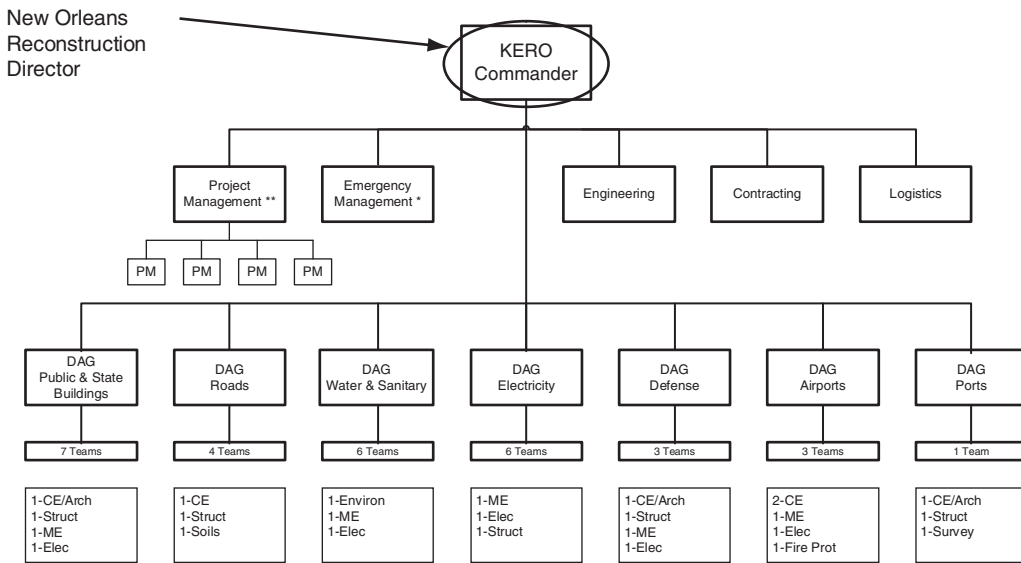 New Orleans
Reconstruction
Director
KERO
Commander
Project
Management **
Emergency
Management *
Engineering
Contracting
Logistics
PM
PM
PM
PM
DAG
Public & State
Buildings
DAG
Roads
DAG
Water & Sanitary
DAG
Electricity
DAG
Defense
DAG
Airports
DAG
Ports
7 Teams
4 Teams
6 Teams
6 Teams
3 Teams
3 Teams
1 Team
1-CE/Arch
1-Struct
1-ME
1-Elec
1-CE
1-Struct
1-Soils
1-Environ
1-ME
1-Elec
1-ME
1-Elec
1-Struct
1-CE/Arch
1-Struct
1-ME
1-Elec
2-CE
1-ME
1-Elec
1-Fire Prot
1-CE/Arch
1-Struct
1-Survey